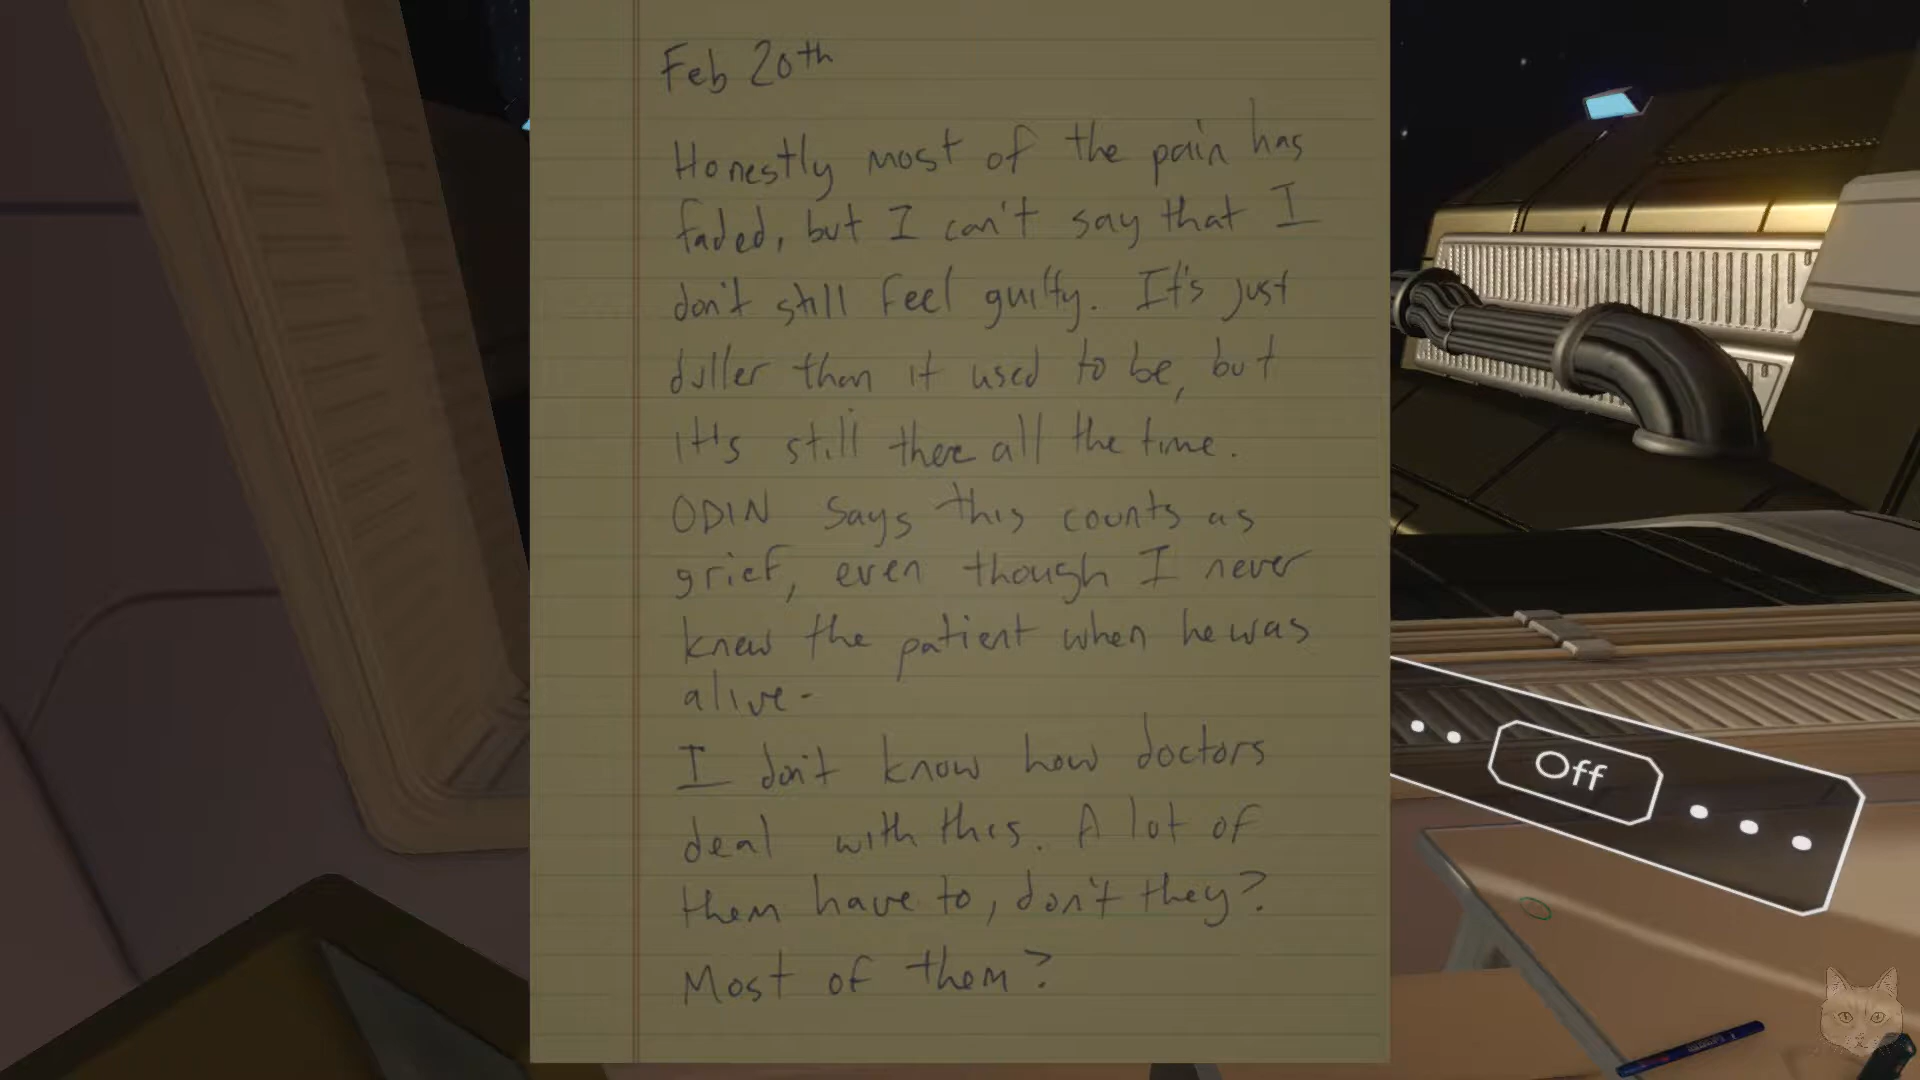 Feb 20th
Honestly most of the pain has
faded, but I can't say that I
don't still feel guilty. It's just
duller than it used to be, but
it's still there all the time.
ODIN says this counts as
grief, even though I never
knew the patient when he was
alive-
I don't know how doctors
deal with this. A lot of
them have to, don't they?
Most of them?
Off